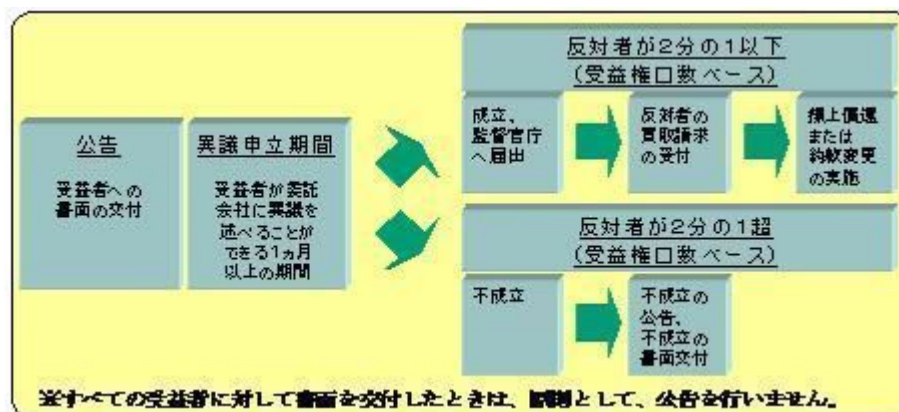 公告
受益者への
書面の交付
異議申立期間
受益者が委託
会社に異議を
述べることが
できる1ヵ月
以上の期間
反対者が2分の1以下
(受益権口数ベース)
成立、
監督官庁
へ届出
反対者の
買取請求
の受付
繰上償還
または
約款変更
の実施
反対者が2分の1超
(受益権口数ベース)
不成立
不成立の
公告、
不成立の
書面交付
※すべての受益者に対して書面を交付したときは、原則として、公告を行いません。